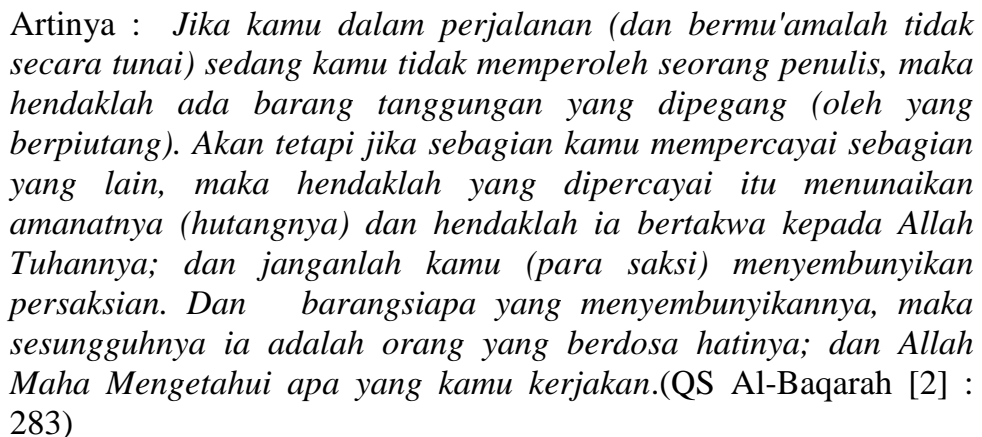 Artinya : Jika kamu dalam perjalanan (dan bermu'amalah tidak
secara tunai) sedang kamu tidak memperoleh seorang penulis, maka
hendaklah ada barang tanggungan yang dipegang (oleh yang
berpiutang). Akan tetapi jika sebagian kamu mempercayai sebagian
yang lain, maka hendaklah yang dipercayai itu menunaikan
amanatnya (hutangnya) dan hendaklah ia bertakwa kepada Allah
Tuhannya; dan janganlah kamu (para saksi) menyembunyikan
persaksian. Dan barangsiapa yang menyembunyikannya, maka
sesungguhnya ia adalah orang yang berdosa hatinya; dan Allah
Maha Mengetahui apa yang kamu kerjakan.(QS Al-Baqarah [2] :
283)